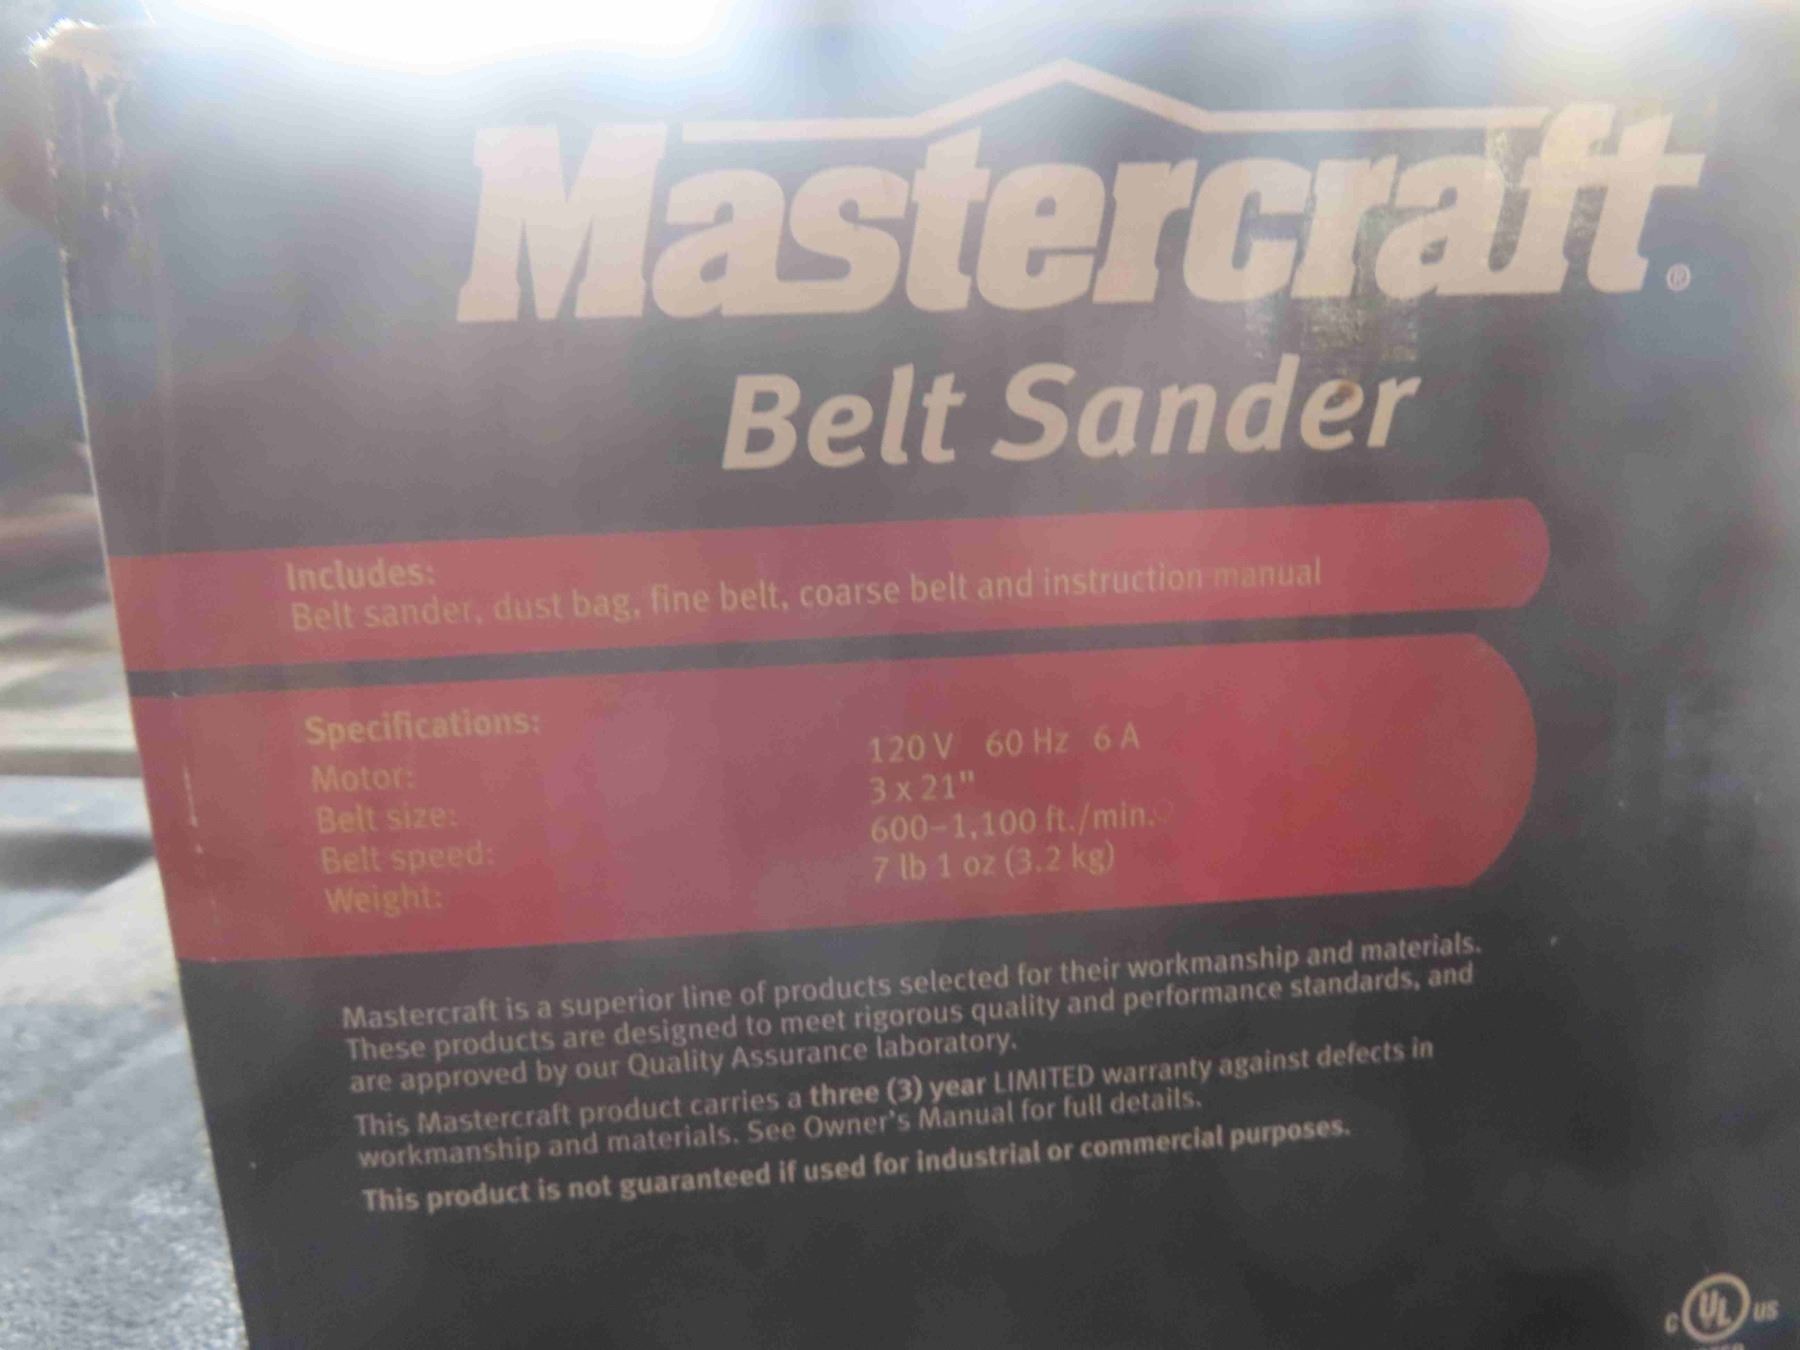 Mastercraft®
Belt Sander
Includes:
Belt sander, dust bag, fine belt, coarse belt and instruction manual
Specifications:
Motor: 120 V 60 Hz 6 A
Belt size: 3 x 21"
Belt speed: 600-1,100 ft./min.
Weight: 7 lb 1 oz (3.2 kg)
Mastercraft is a superior line of products selected for their workmanship and materials.
These products are designed to meet rigorous quality and performance standards, and
are approved by our Quality Assurance laboratory.
This Mastercraft product carries a three (3) year LIMITED warranty against defects in
workmanship and materials. See Owner's Manual for full details.
This product is not guaranteed if used for industrial or commercial purposes.
C UL US